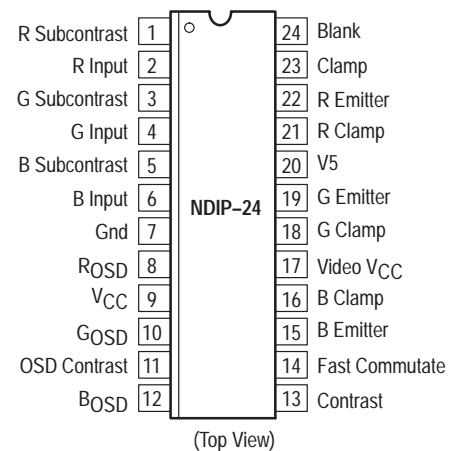 R Subcontrast 1 24 Blank
R Input 2 23 Clamp
G Subcontrast 3 22 R Emitter
G Input 4 21 R Clamp
B Subcontrast 5 20 V5
B Input 6 NDIP–24 19 G Emitter
Gnd 7 18 G Clamp
ROSD 8 17 Video VCC
VCC 9 16 B Clamp
GOSD 10 15 B Emitter
OSD Contrast 11 14 Fast Commutate
BOSD 12 13 Contrast
(Top View)